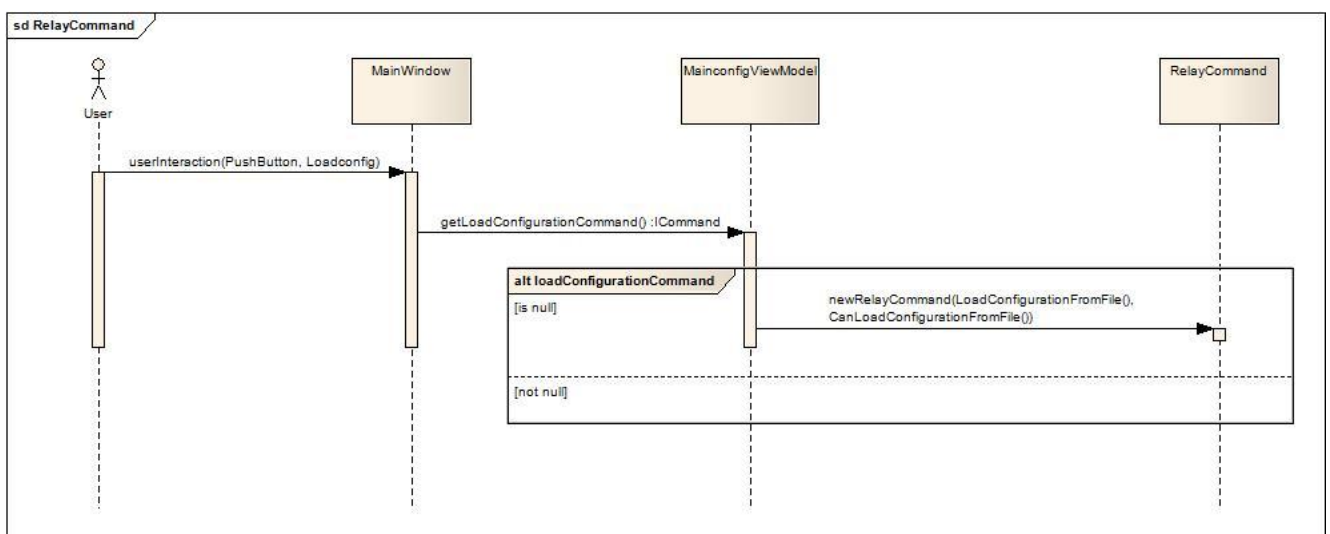 sd RelayCommand
User
MainWindow
MainconfigViewModel
RelayCommand
userInteraction(PushButton, Loadconfig)
getLoadConfigurationCommand() :ICommand
alt loadConfigurationCommand
[is null]
newRelayCommand(LoadConfigurationFromFile(),
CanLoadConfigurationFromFile())
[not null]